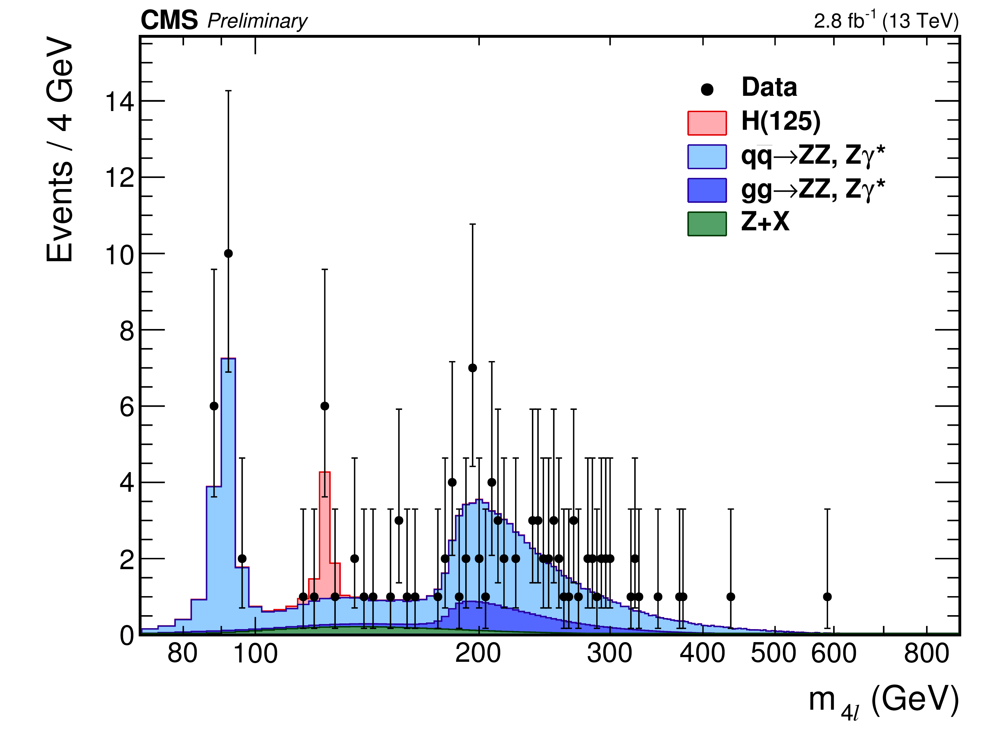 CMS Preliminary 2.8 fb⁻¹ (13 TeV)
Events / 4 GeV
14
12
10
8
6
4
2
0
Data
H(125)
qq̅→ZZ, Zγ*
gg→ZZ, Zγ*
Z+X
80 100 200 300 400 500 600 800
m₄ₗ (GeV)